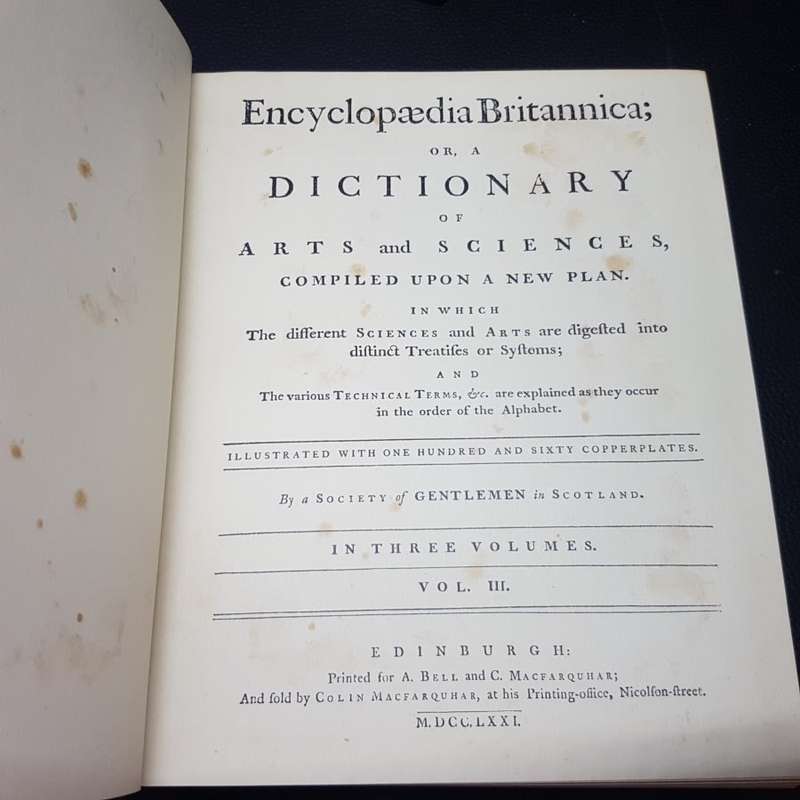 Encyclopædia Britannica;
OR, A
DICTIONARY
OF
ARTS and SCIENCES,
COMPILED UPON A NEW PLAN.
IN WHICH
The different SCIENCES and ARTS are digeſted into
diſtinct Treatiſes or Syſtems;
AND
The various TECHNICAL TERMS, &c. are explained as they occur
in the order of the Alphabet.
ILLUSTRATED WITH ONE HUNDRED AND SIXTY COPPERPLATES.
By a SOCIETY of GENTLEMEN in SCOTLAND.
IN THREE VOLUMES.
VOL. III.
EDINBURGH:
Printed for A. BELL and C. MACFARQUHAR;
And ſold by COLIN MACFARQUHAR, at his Printing-office, Nicolſon-ſtreet.
M.DCC.LXXI.